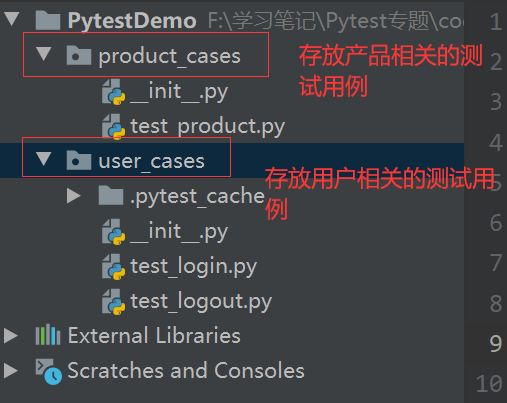 PytestDemo F:\学习笔记\Pytest专题\co
product_cases
存放产品相关的测
试用例
__init__.py
test_product.py
user_cases
存放用户相关的测试用
例
.pytest_cache
__init__.py
test_login.py
test_logout.py
External Libraries
Scratches and Consoles
1
2
3
4
5
6
7
8
9
10